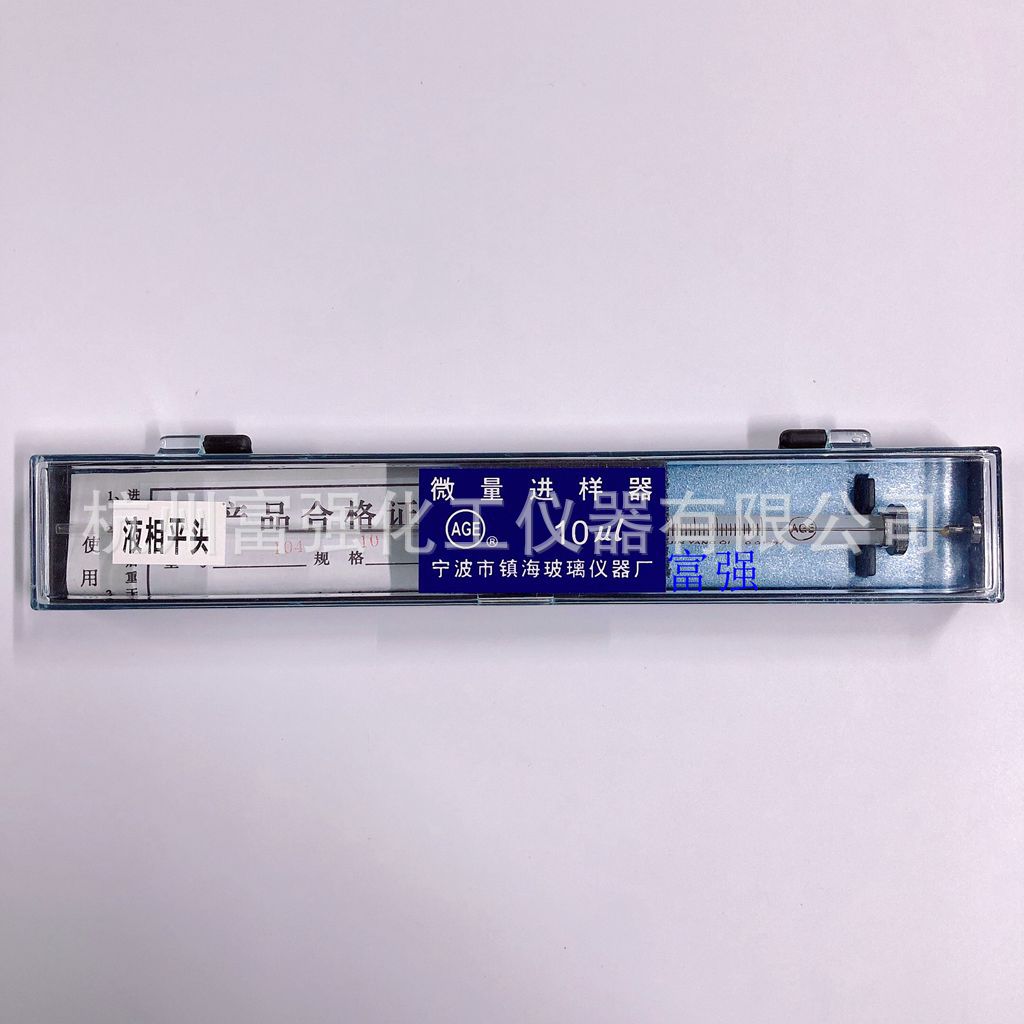 微量进样器
AGE ® 10μl
宁波市镇海玻璃仪器厂
液相平头
产品合格证
104
规格 10
使用
AGE
富强
杭州富强化工仪器有限公司